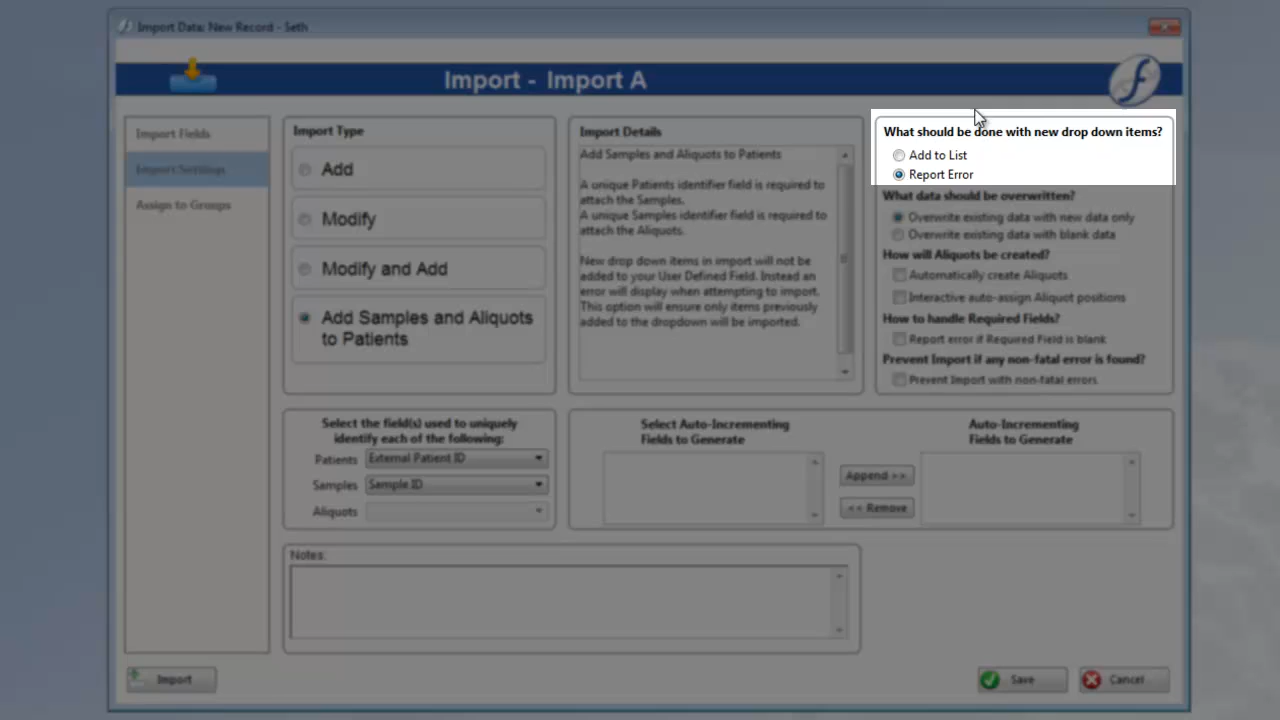 Import Data: New Record - Seth
Import - Import A
Import Fields
Import Settings
Assign to Groups
Import Type
Add
Modify
Modify and Add
Add Samples and Aliquots
to Patients
Import Details
Add Samples and Aliquots to Patients
A unique Patients identifier field is required to
attach the Samples.
A unique Samples identifier field is required to
attach the Aliquots.
New drop down items in import will not be
added to your User Defined Field. Instead an
error will display when attempting to import.
This option will ensure only items previously
added to the dropdown will be imported.
What should be done with new drop down items?
Add to List
Report Error
What data should be overwritten?
Overwrite existing data with new data only
Overwrite existing data with blank data
How will Aliquots be created?
Automatically create Aliquots
Interactive auto-assign Aliquot positions
How to handle Required Fields?
Report error if Required Field is blank
Prevent Import if any non-fatal error is found?
Prevent Import with non-fatal errors
Select the field(s) used to uniquely
identify each of the following:
Patients External Patient ID
Samples Sample ID
Aliquots
Select Auto-Incrementing
Fields to Generate
Append >>
<< Remove
Auto-Incrementing
Fields to Generate
Notes:
Import
Save
Cancel